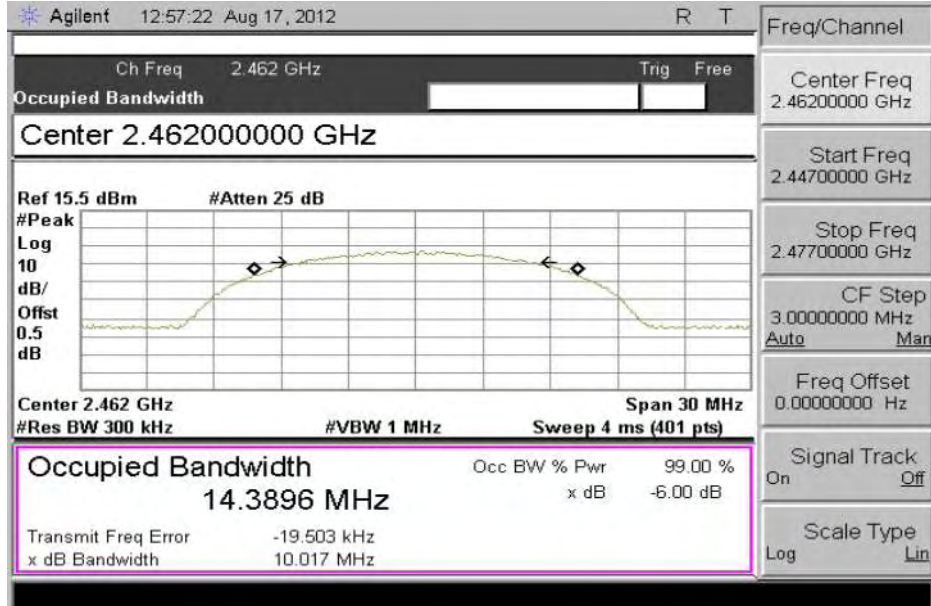 Agilent 12:57:22 Aug 17, 2012 R T
Ch Freq 2.462 GHz Trig Free
Occupied Bandwidth
Center 2.462000000 GHz
Ref 15.5 dBm #Atten 25 dB
#Peak
Log
10
dB/
Offst
0.5
dB
Center 2.462 GHz Span 30 MHz
#Res BW 300 kHz #VBW 1 MHz Sweep 4 ms (401 pts)
Occupied Bandwidth Occ BW % Pwr 99.00 %
14.3896 MHz x dB -6.00 dB
Transmit Freq Error -19.503 kHz
x dB Bandwidth 10.017 MHz
Freq/Channel
Center Freq
2.46200000 GHz
Start Freq
2.44700000 GHz
Stop Freq
2.47700000 GHz
CF Step
3.00000000 MHz
Auto Man
Freq Offset
0.00000000 Hz
Signal Track
On Off
Scale Type
Log Lin